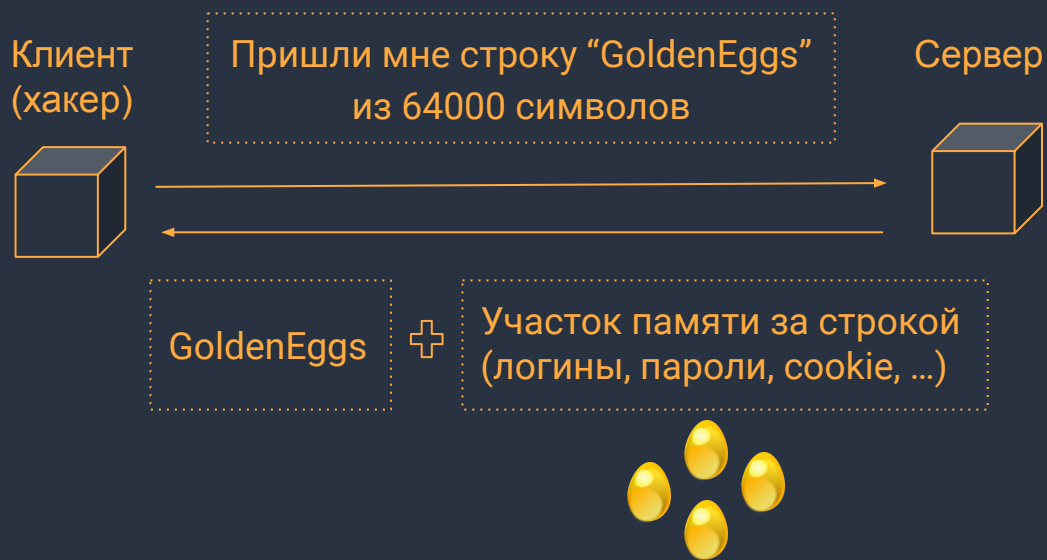 Клиент
(хакер)
Пришли мне строку “GoldenEggs”
из 64000 символов
Сервер
GoldenEggs
Участок памяти за строкой
(логины, пароли, cookie, …)